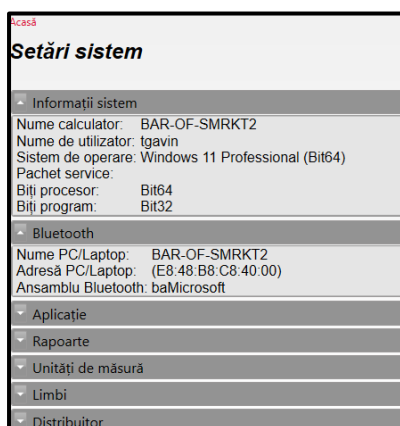 Acasă
Setări sistem
Informații sistem
Nume calculator: BAR-OF-SMRKT2
Nume de utilizator: tgavin
Sistem de operare: Windows 11 Professional (Bit64)
Pachet service:
Biți procesor: Bit64
Biți program: Bit32
Bluetooth
Nume PC/Laptop: BAR-OF-SMRKT2
Adresă PC/Laptop: (E8:48:B8:C8:40:00)
Ansamblu Bluetooth: baMicrosoft
Aplicație
Rapoarte
Unități de măsură
Limbi
Distribuitor